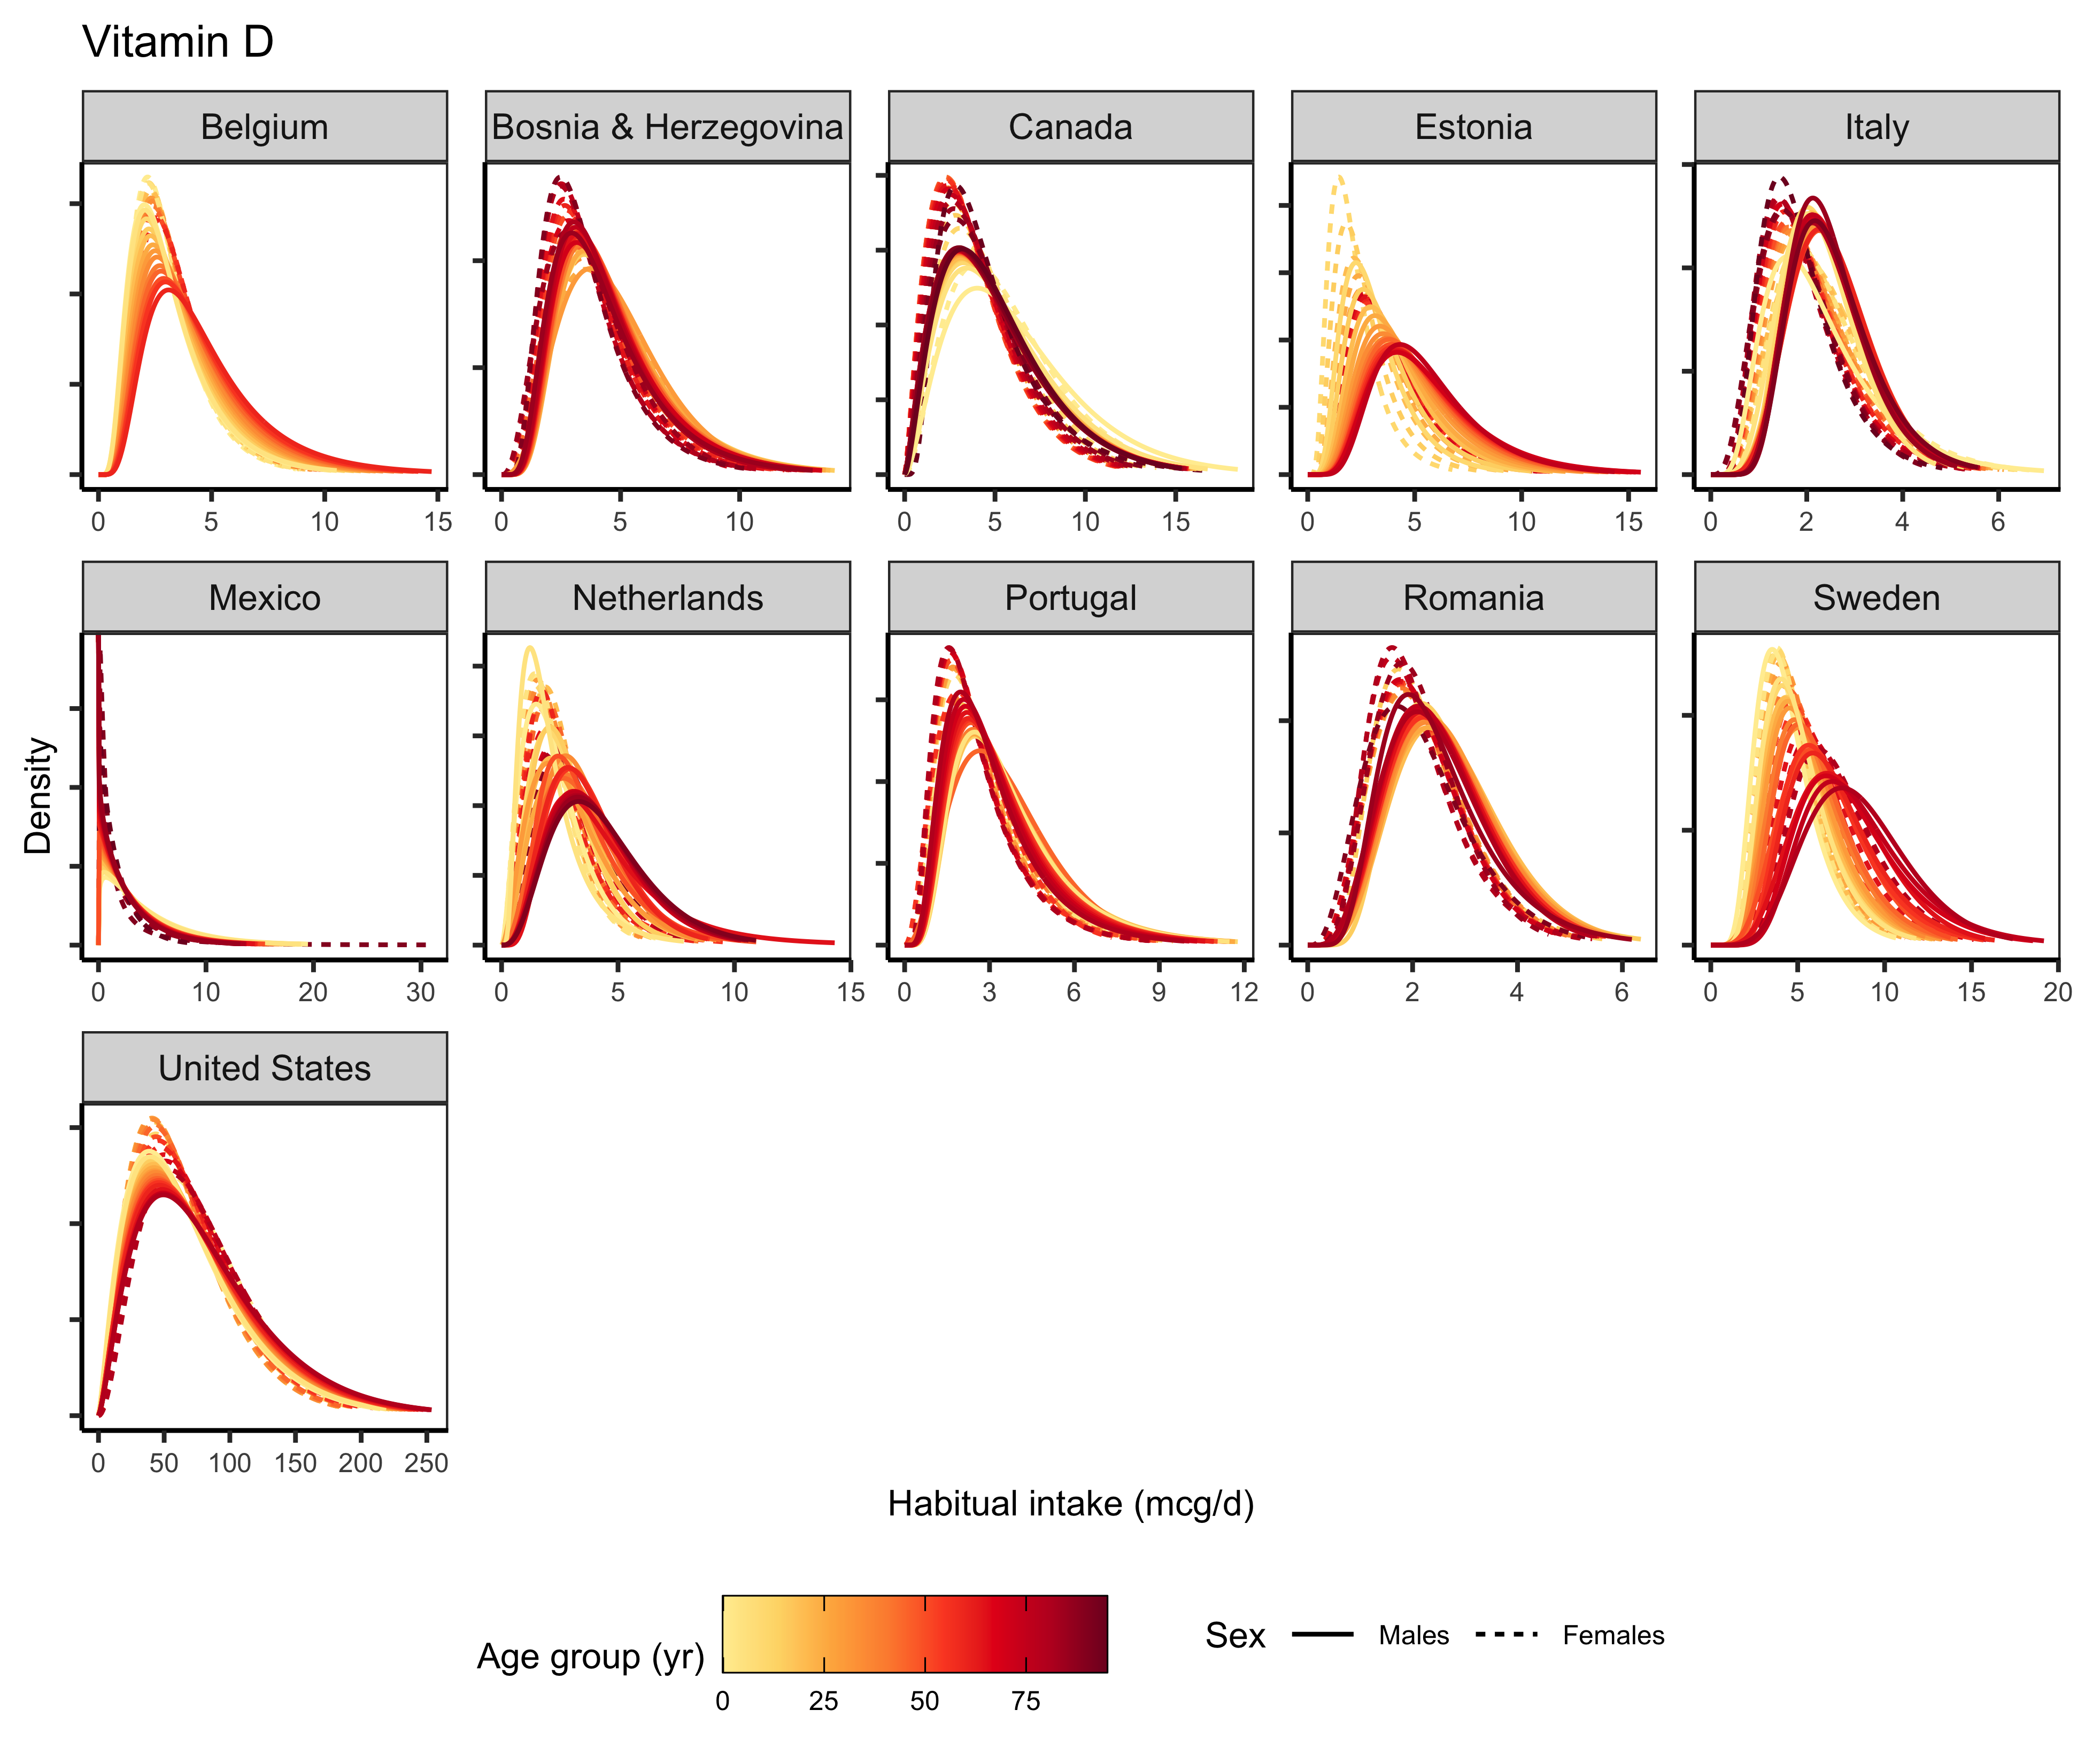 Vitamin D
Belgium
Bosnia & Herzegovina
Canada
Estonia
Italy
0 5 10 15
0 5 10
0 5 10 15
0 5 10 15
0 2 4 6
Mexico
Netherlands
Portugal
Romania
Sweden
Density
0 10 20 30
0 5 10 15
0 3 6 9 12
0 2 4 6
0 5 10 15 20
United States
0 50 100 150 200 250
Habitual intake (mcg/d)
Age group (yr)
0 25 50 75
Sex Males Females